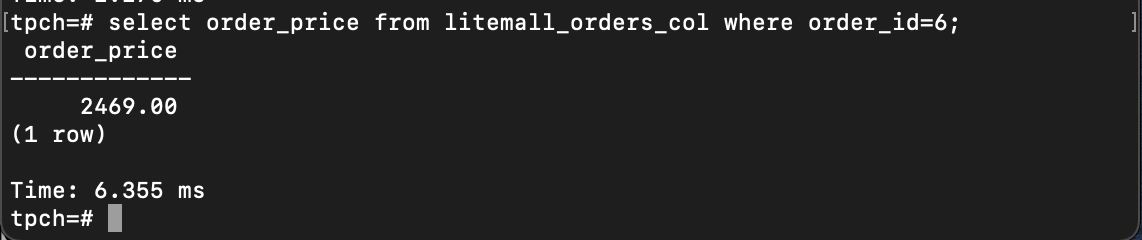 tpch=# select order_price from litemall_orders_col where order_id=6;
 order_price
-------------
     2469.00
(1 row)

Time: 6.355 ms
tpch=#